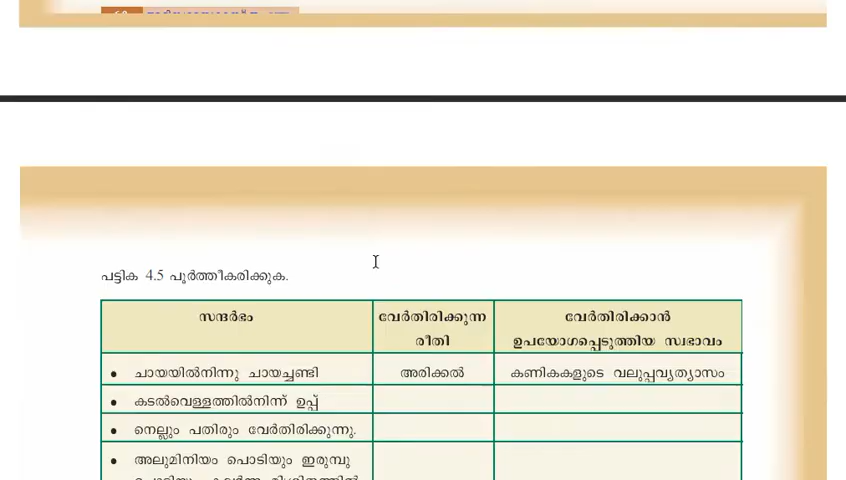 പട്ടിക 4.5 പൂർത്തീകരിക്കുക.
സന്ദർഭം
വേർതിരിക്കുന്ന രീതി
വേർതിരിക്കാൻ ഉപയോഗപ്പെടുത്തിയ സ്വഭാവം
● ചായയിൽനിന്നു ചായച്ചണ്ടി
അരിക്കൽ
കണികകളുടെ വലുപ്പവ്യത്യാസം
● കടൽവെള്ളത്തിൽനിന്ന് ഉപ്പ്
● നെല്ലും പതിരും വേർതിരിക്കുന്നു.
● അലുമിനിയം പൊടിയും ഇരുമ്പു